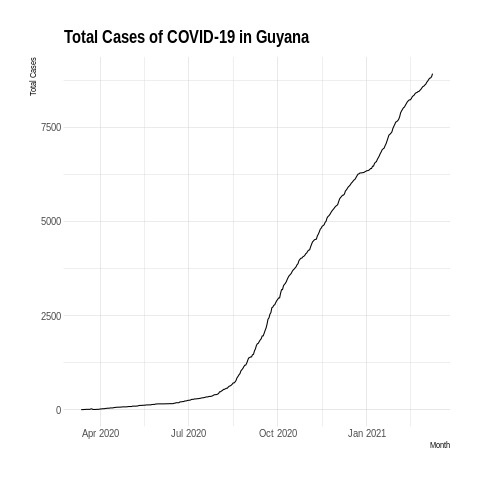 Total Cases of COVID-19 in Guyana
Total Cases
7500
5000
2500
0
Apr 2020 Jul 2020 Oct 2020 Jan 2021
Month